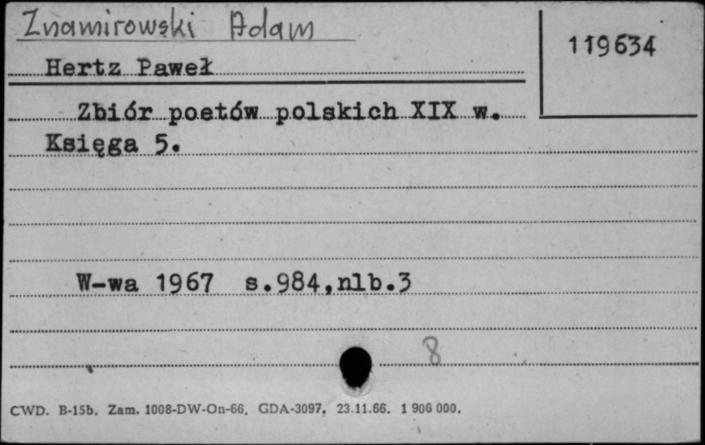 Znamirowski Adam
119634
Hertz Paweł
Zbiór poetów polskich XIX w.
Księga 5.
W-wa 1967 s.984,nlb.3
8
CWD. B-15b. Zam. 1008-DW-On-66. GDA-3097. 23.11.66. 1 906 000.